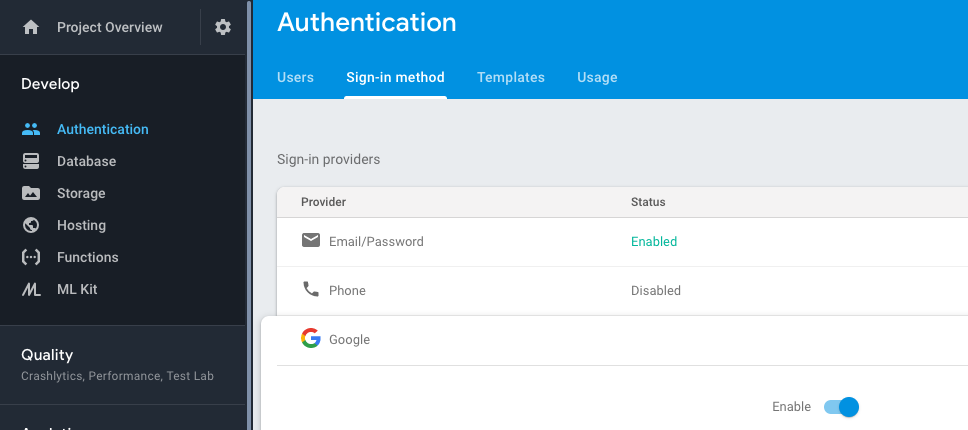 Project Overview
Develop
Authentication
Database
Storage
Hosting
Functions
ML Kit
Quality
Crashlytics, Performance, Test Lab
Authentication
Users Sign-in method Templates Usage
Sign-in providers
Provider Status
Email/Password Enabled
Phone Disabled
Google
Enable